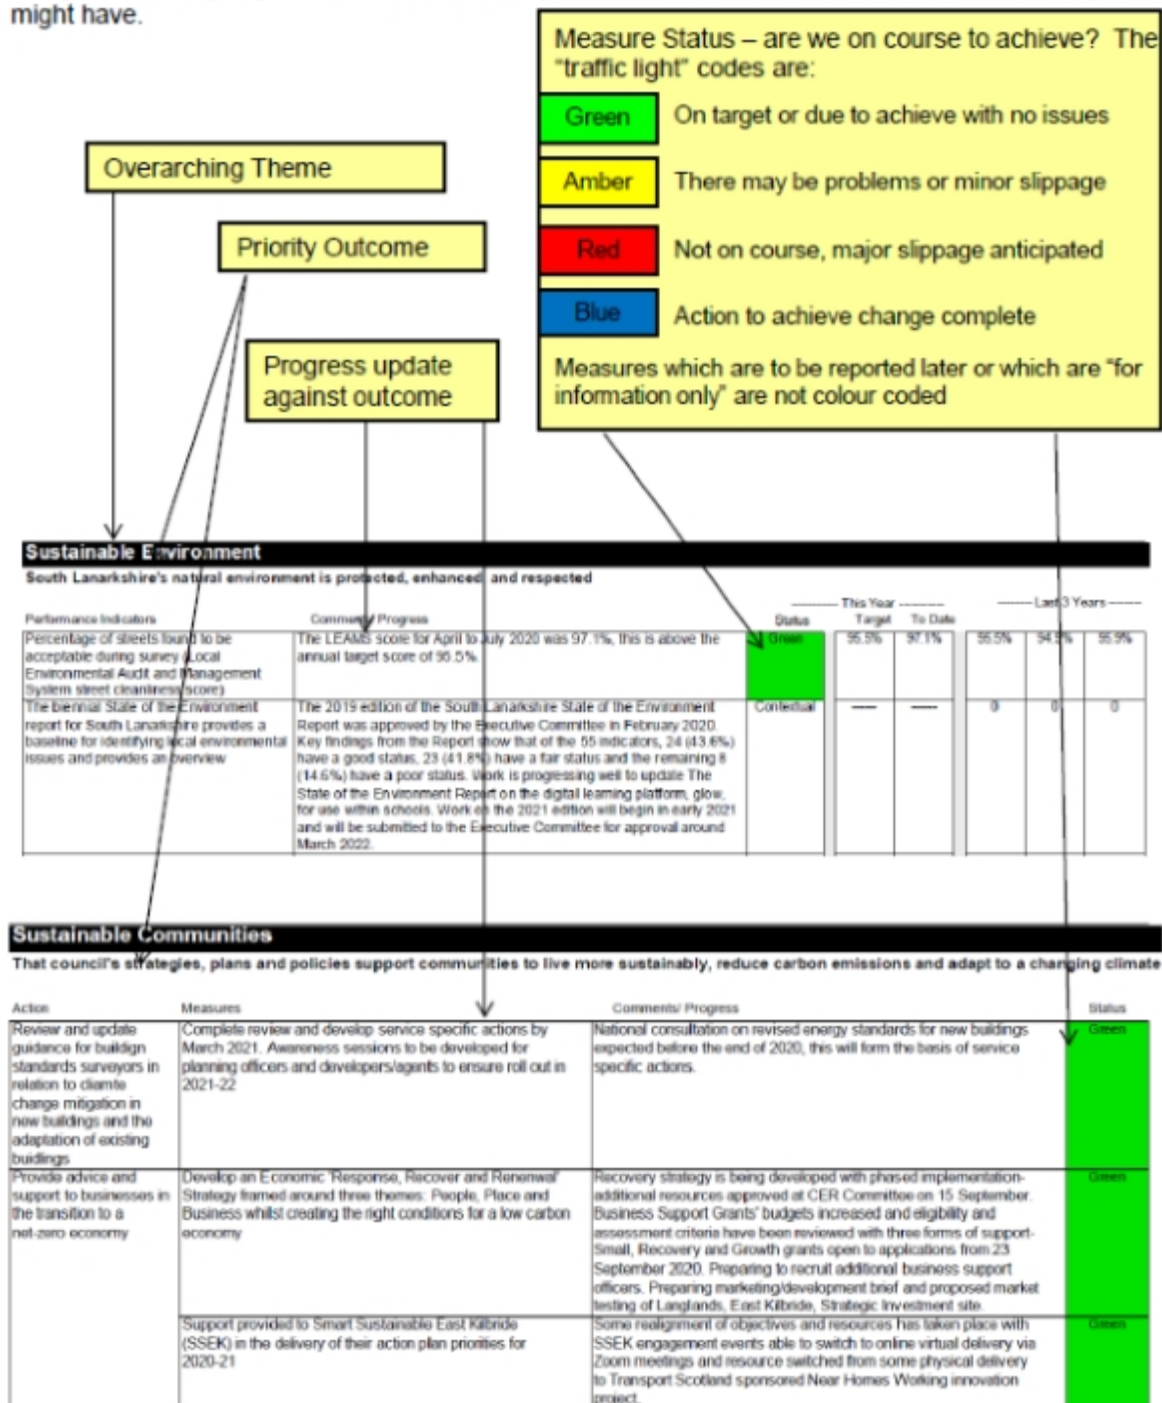 might have.
Measure Status – are we on course to achieve? The
"traffic light" codes are:
Green On target or due to achieve with no issues
Amber There may be problems or minor slippage
Red Not on course, major slippage anticipated
Blue Action to achieve change complete
Measures which are to be reported later or which are "for
information only" are not colour coded
Overarching Theme
Priority Outcome
Progress update
against outcome
Sustainable Environment
South Lanarkshire's natural environment is protected, enhanced and respected
This Year Last 3 Years
Performance Indicators Comments/ Progress Status Target To Date
Percentage of streets found to be
acceptable during survey (Local
Environmental Audit and Management
System street cleanliness score)
The LEAMS score for April to July 2020 was 97.1%, this is above the
annual target score of 95.5%.
Green 95.5% 97.1% 94.5% 95.9%
The biennial State of the Environment
report for South Lanarkshire provides a
baseline for identifying local environmental
issues and provides an overview
The 2019 edition of the South Lanarkshire State of the Environment
Report was approved by the Executive Committee in February 2020.
Key findings from the Report show that of the 55 indicators, 24 (43.6%)
have a good status, 23 (41.8%) have a fair status and the remaining 8
(14.6%) have a poor status. Work is progressing well to update The
State of the Environment Report on the digital learning platform, glow,
for use within schools. Work on the 2021 edition will begin in early 2021
and will be submitted to the Executive Committee for approval around
March 2022.
Contextual ----- ----- 0 0 0
Sustainable Communities
That council's strategies, plans and policies support communities to live more sustainably, reduce carbon emissions and adapt to a changing climate
Action Measures Comments/ Progress Status
Review and update
guidance for buildign
standards surveyors in
relation to cliamte
change mitigation in
new buildings and the
adaptation of existing
buidlings
Complete review and develop service specific actions by
March 2021. Awareness sessions to be developed for
planning officers and developers/agents to ensure roll out in
2021-22
National consultation on revised energy standards for new buildings
expected before the end of 2020, this will form the basis of service
specific actions.
Green
Provide advice and
support to businesses in
the transition to a
net-zero economy
Develop an Economic 'Response, Recover and Renenwal'
Strategy framed around three themes: People, Place and
Business whilst creating the right conditions for a low carbon
economy
Recovery strategy is being developed with phased implementation-
additional resources approved at CER Committee on 15 September.
Business Support Grants' budgets increased and eligibility and
assessment criteria have been reviewed with three forms of support-
Small, Recovery and Growth grants open to applications from 23
September 2020. Preparing to recruit additional business support
officers. Preparing marketing/development brief and proposed market
testing of Langlands, East Kilbride, Strategic Investment site.
Green
Support provided to Smart Sustainable East Kilbride
(SSEK) in the delivery of their action plan priorities for
2020-21
Some realignment of objectives and resources has taken place with
SSEK engagement events able to switch to online virtual delivery via
Zoom meetings and resource switched from some physical delivery
to Transport Scotland sponsored Near Homes Working innovation
project.
Green